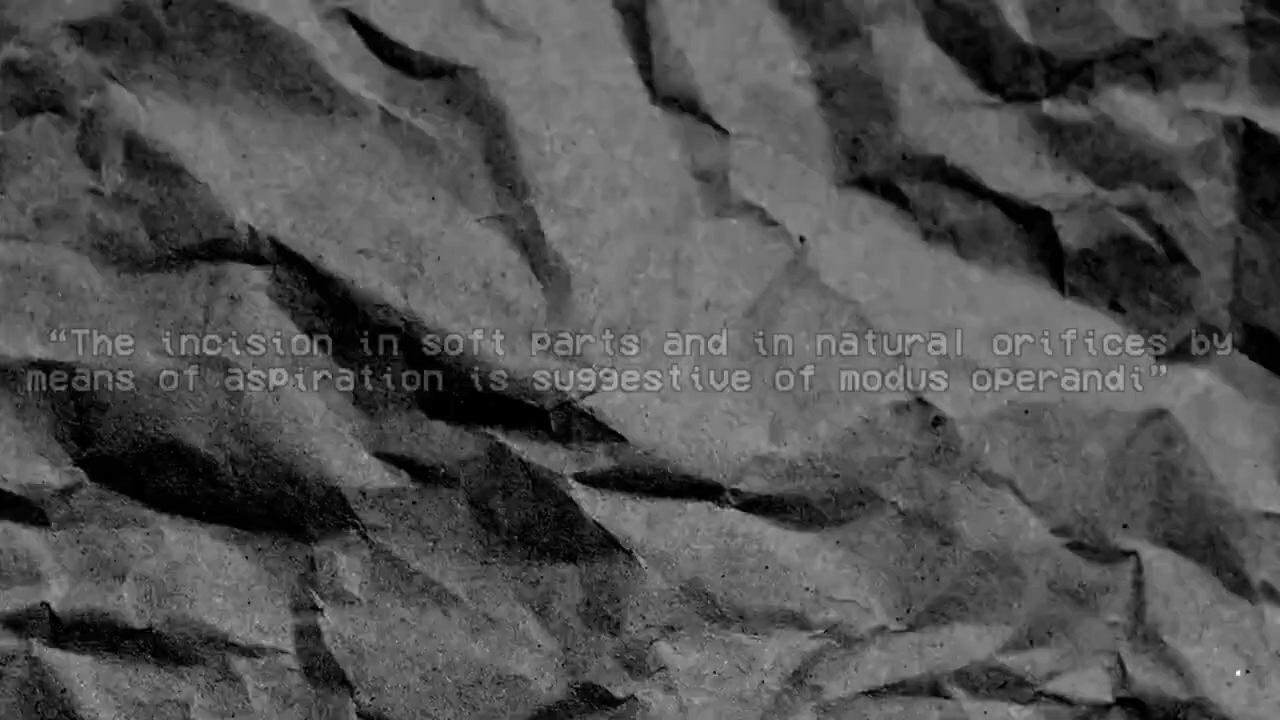 “The incision in soft parts and in natural orifices by
means of aspiration is suggestive of modus operandi”